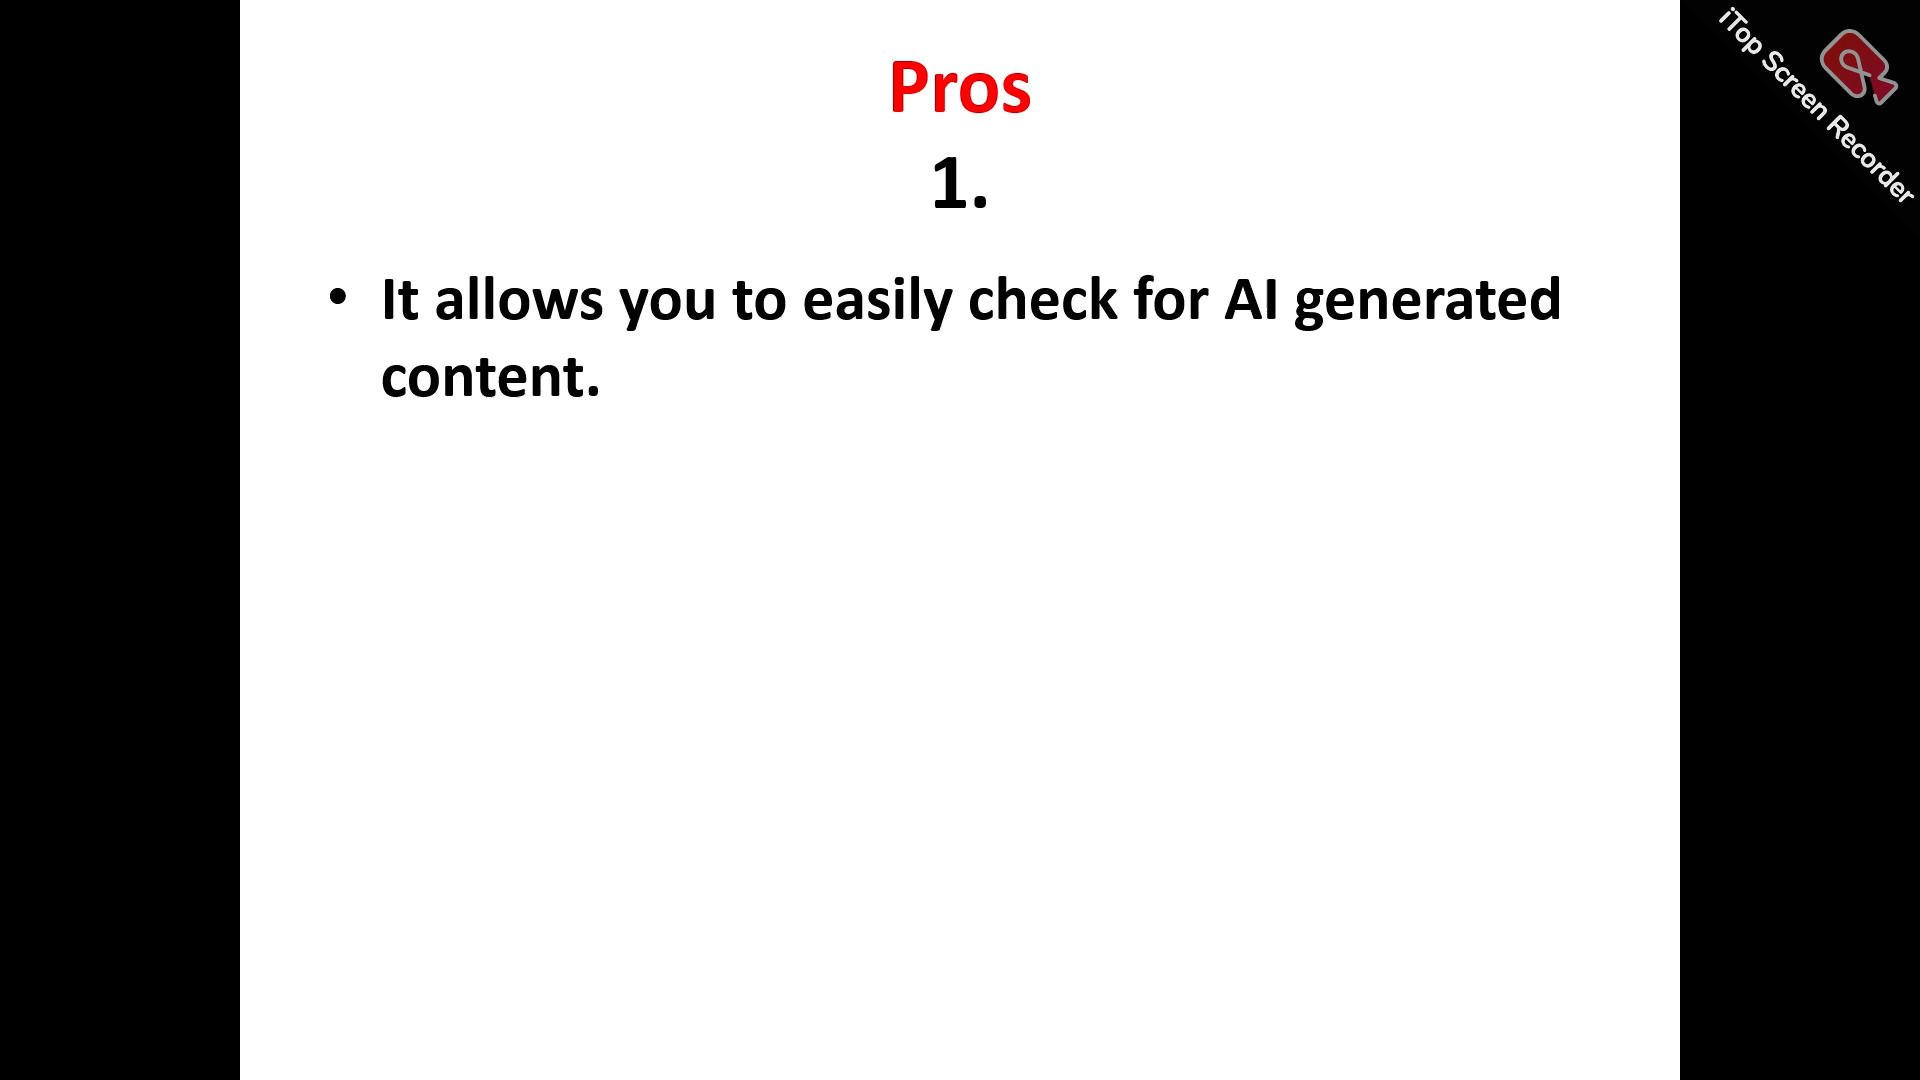 Pros
1.
• It allows you to easily check for AI generated
content.
iTop Screen Recorder